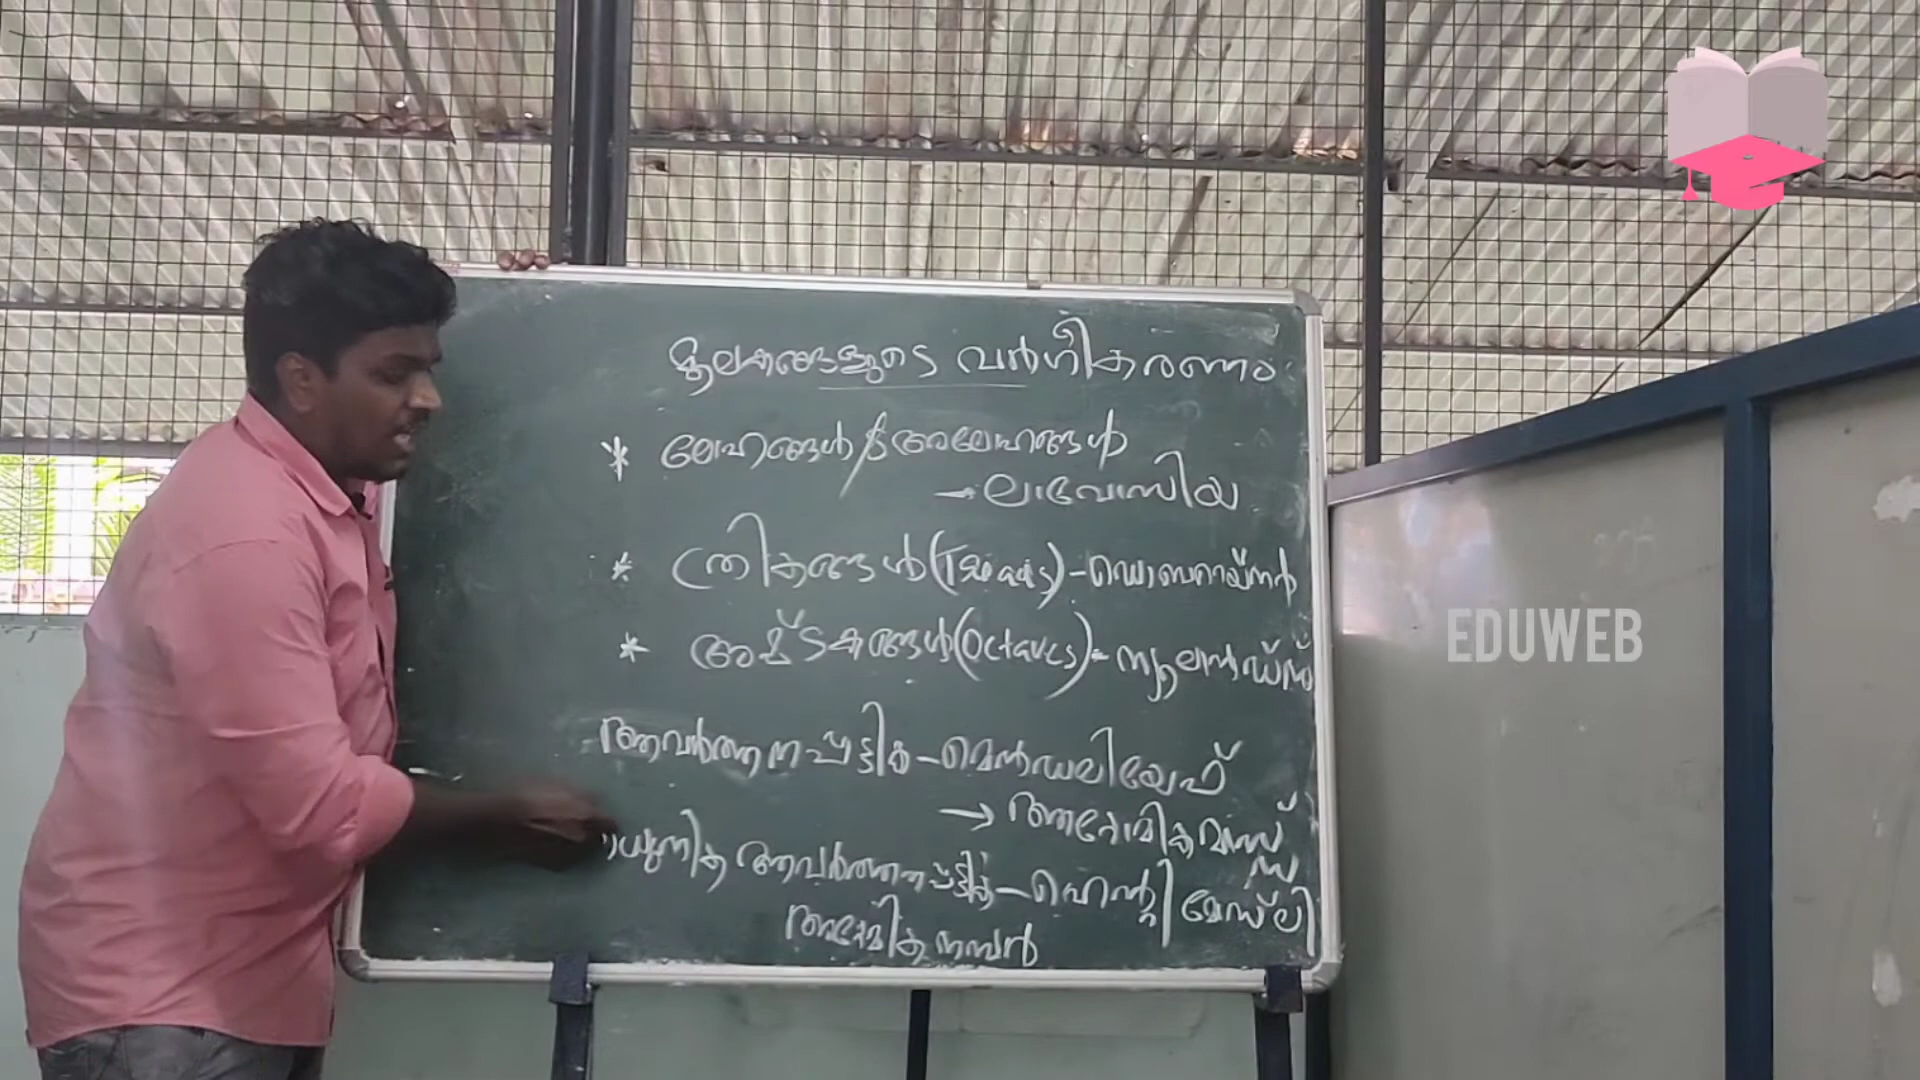 മൂലകങ്ങളുടെ വർഗീകരണം
* ലോഹങ്ങൾ / അലോഹങ്ങൾ
→ ലാവോസിയ
* ത്രികങ്ങൾ (Triads) - ഡൊബറൈനർ
* അഷ്ടകങ്ങൾ (Octaves) - ന്യൂലാൻഡ്സ്
ആവർത്തനപ്പട്ടിക - മെൻഡലിയേഫ്
→ അറ്റോമിക മാസ്സ്
ധുനിക ആവർത്തനപ്പട്ടിക - ഹെൻറി മോസ്‌ലി
അറ്റോമിക നമ്പർ
EDUWEB